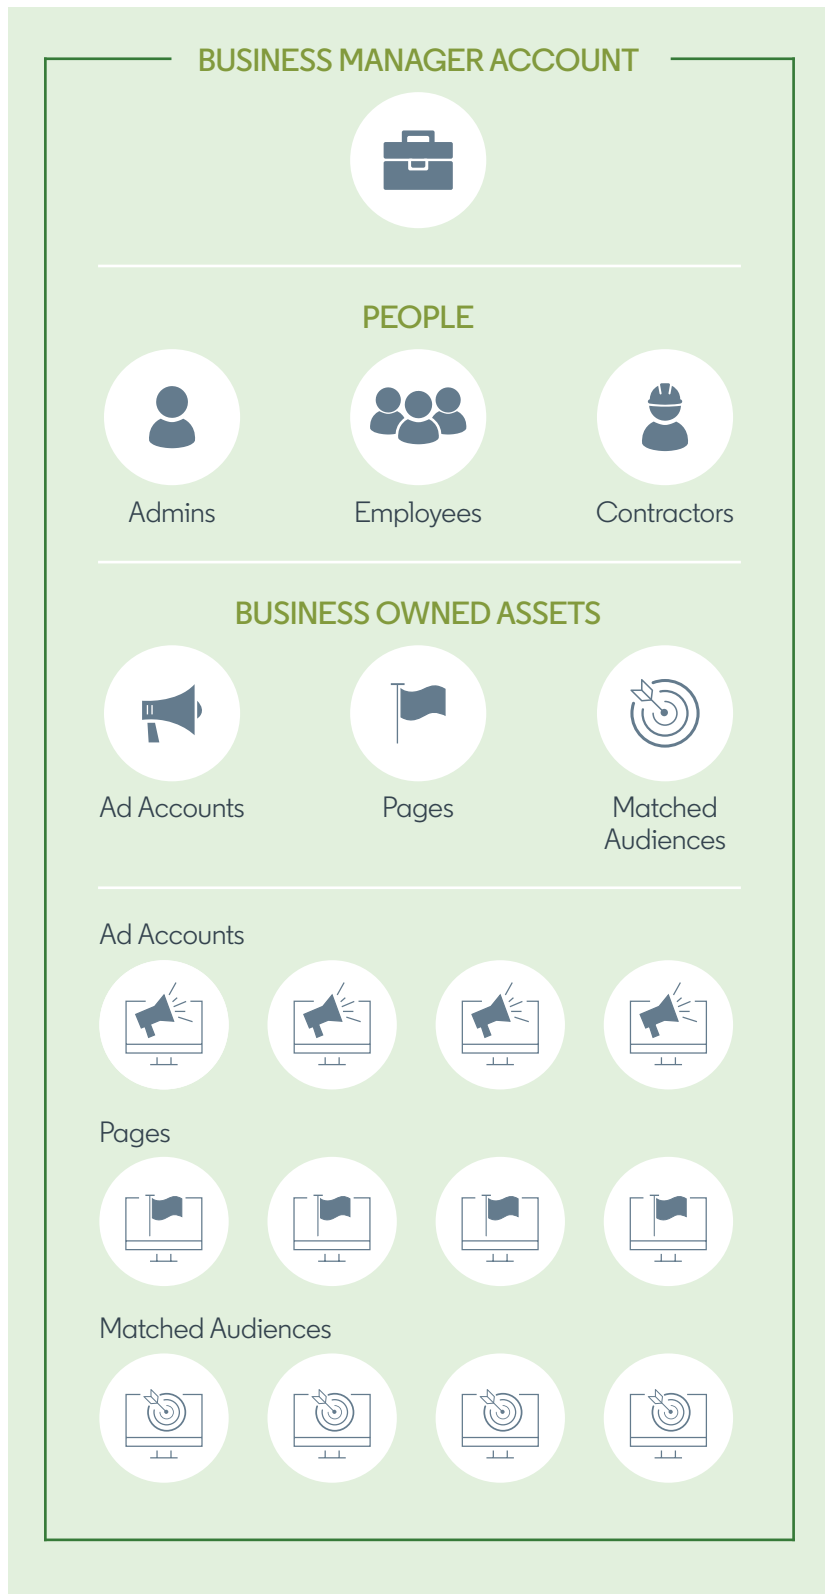 BUSINESS MANAGER ACCOUNT
PEOPLE
Admins
Employees
Contractors
BUSINESS OWNED ASSETS
Ad Accounts
Pages
Matched
Audiences
Ad Accounts
Pages
Matched Audiences